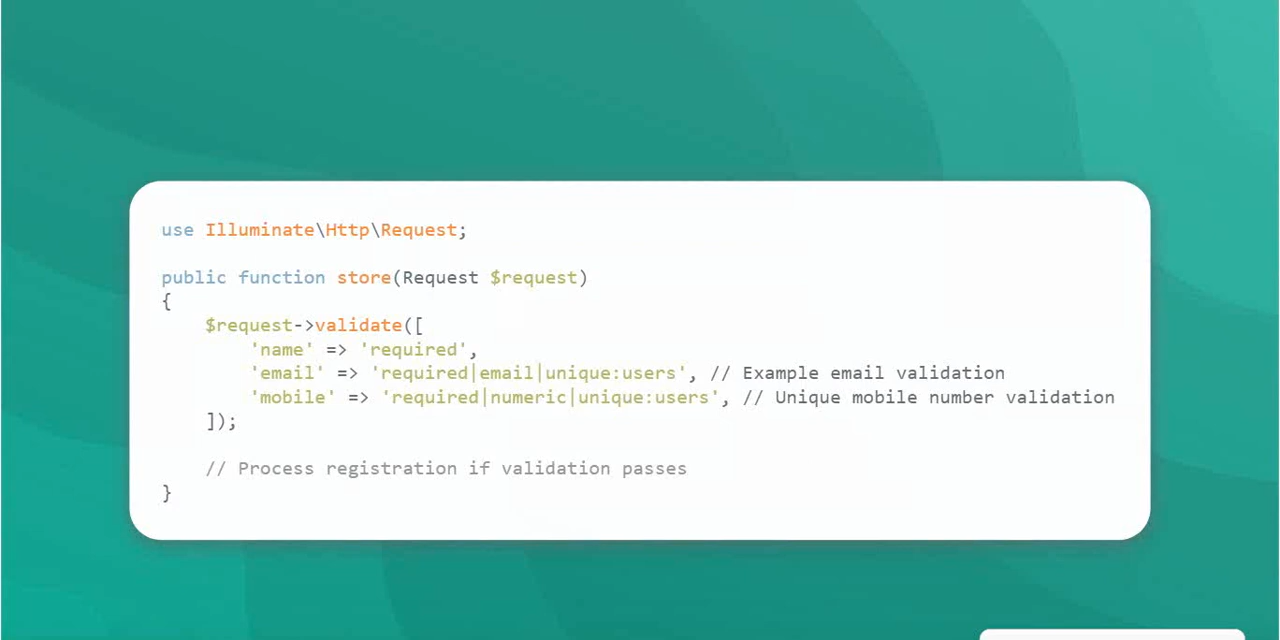 use Illuminate\Http\Request;
public function store(Request $request)
{
$request->validate([
'name' => 'required',
'email' => 'required|email|unique:users', // Example email validation
'mobile' => 'required|numeric|unique:users', // Unique mobile number validation
]);
// Process registration if validation passes
}